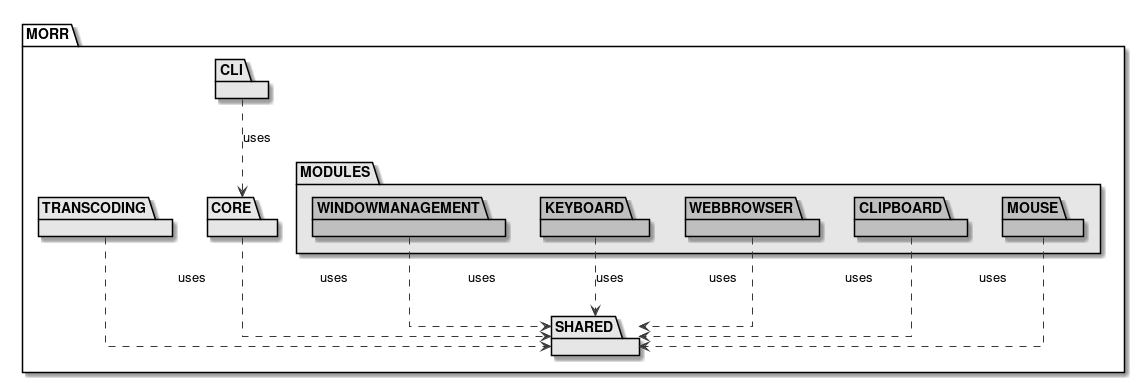 MORR
CLI
uses
MODULES
TRANSCODING
CORE
WINDOWMANAGEMENT
KEYBOARD
WEBBROWSER
CLIPBOARD
MOUSE
uses
uses
uses
uses
uses
uses
uses
SHARED